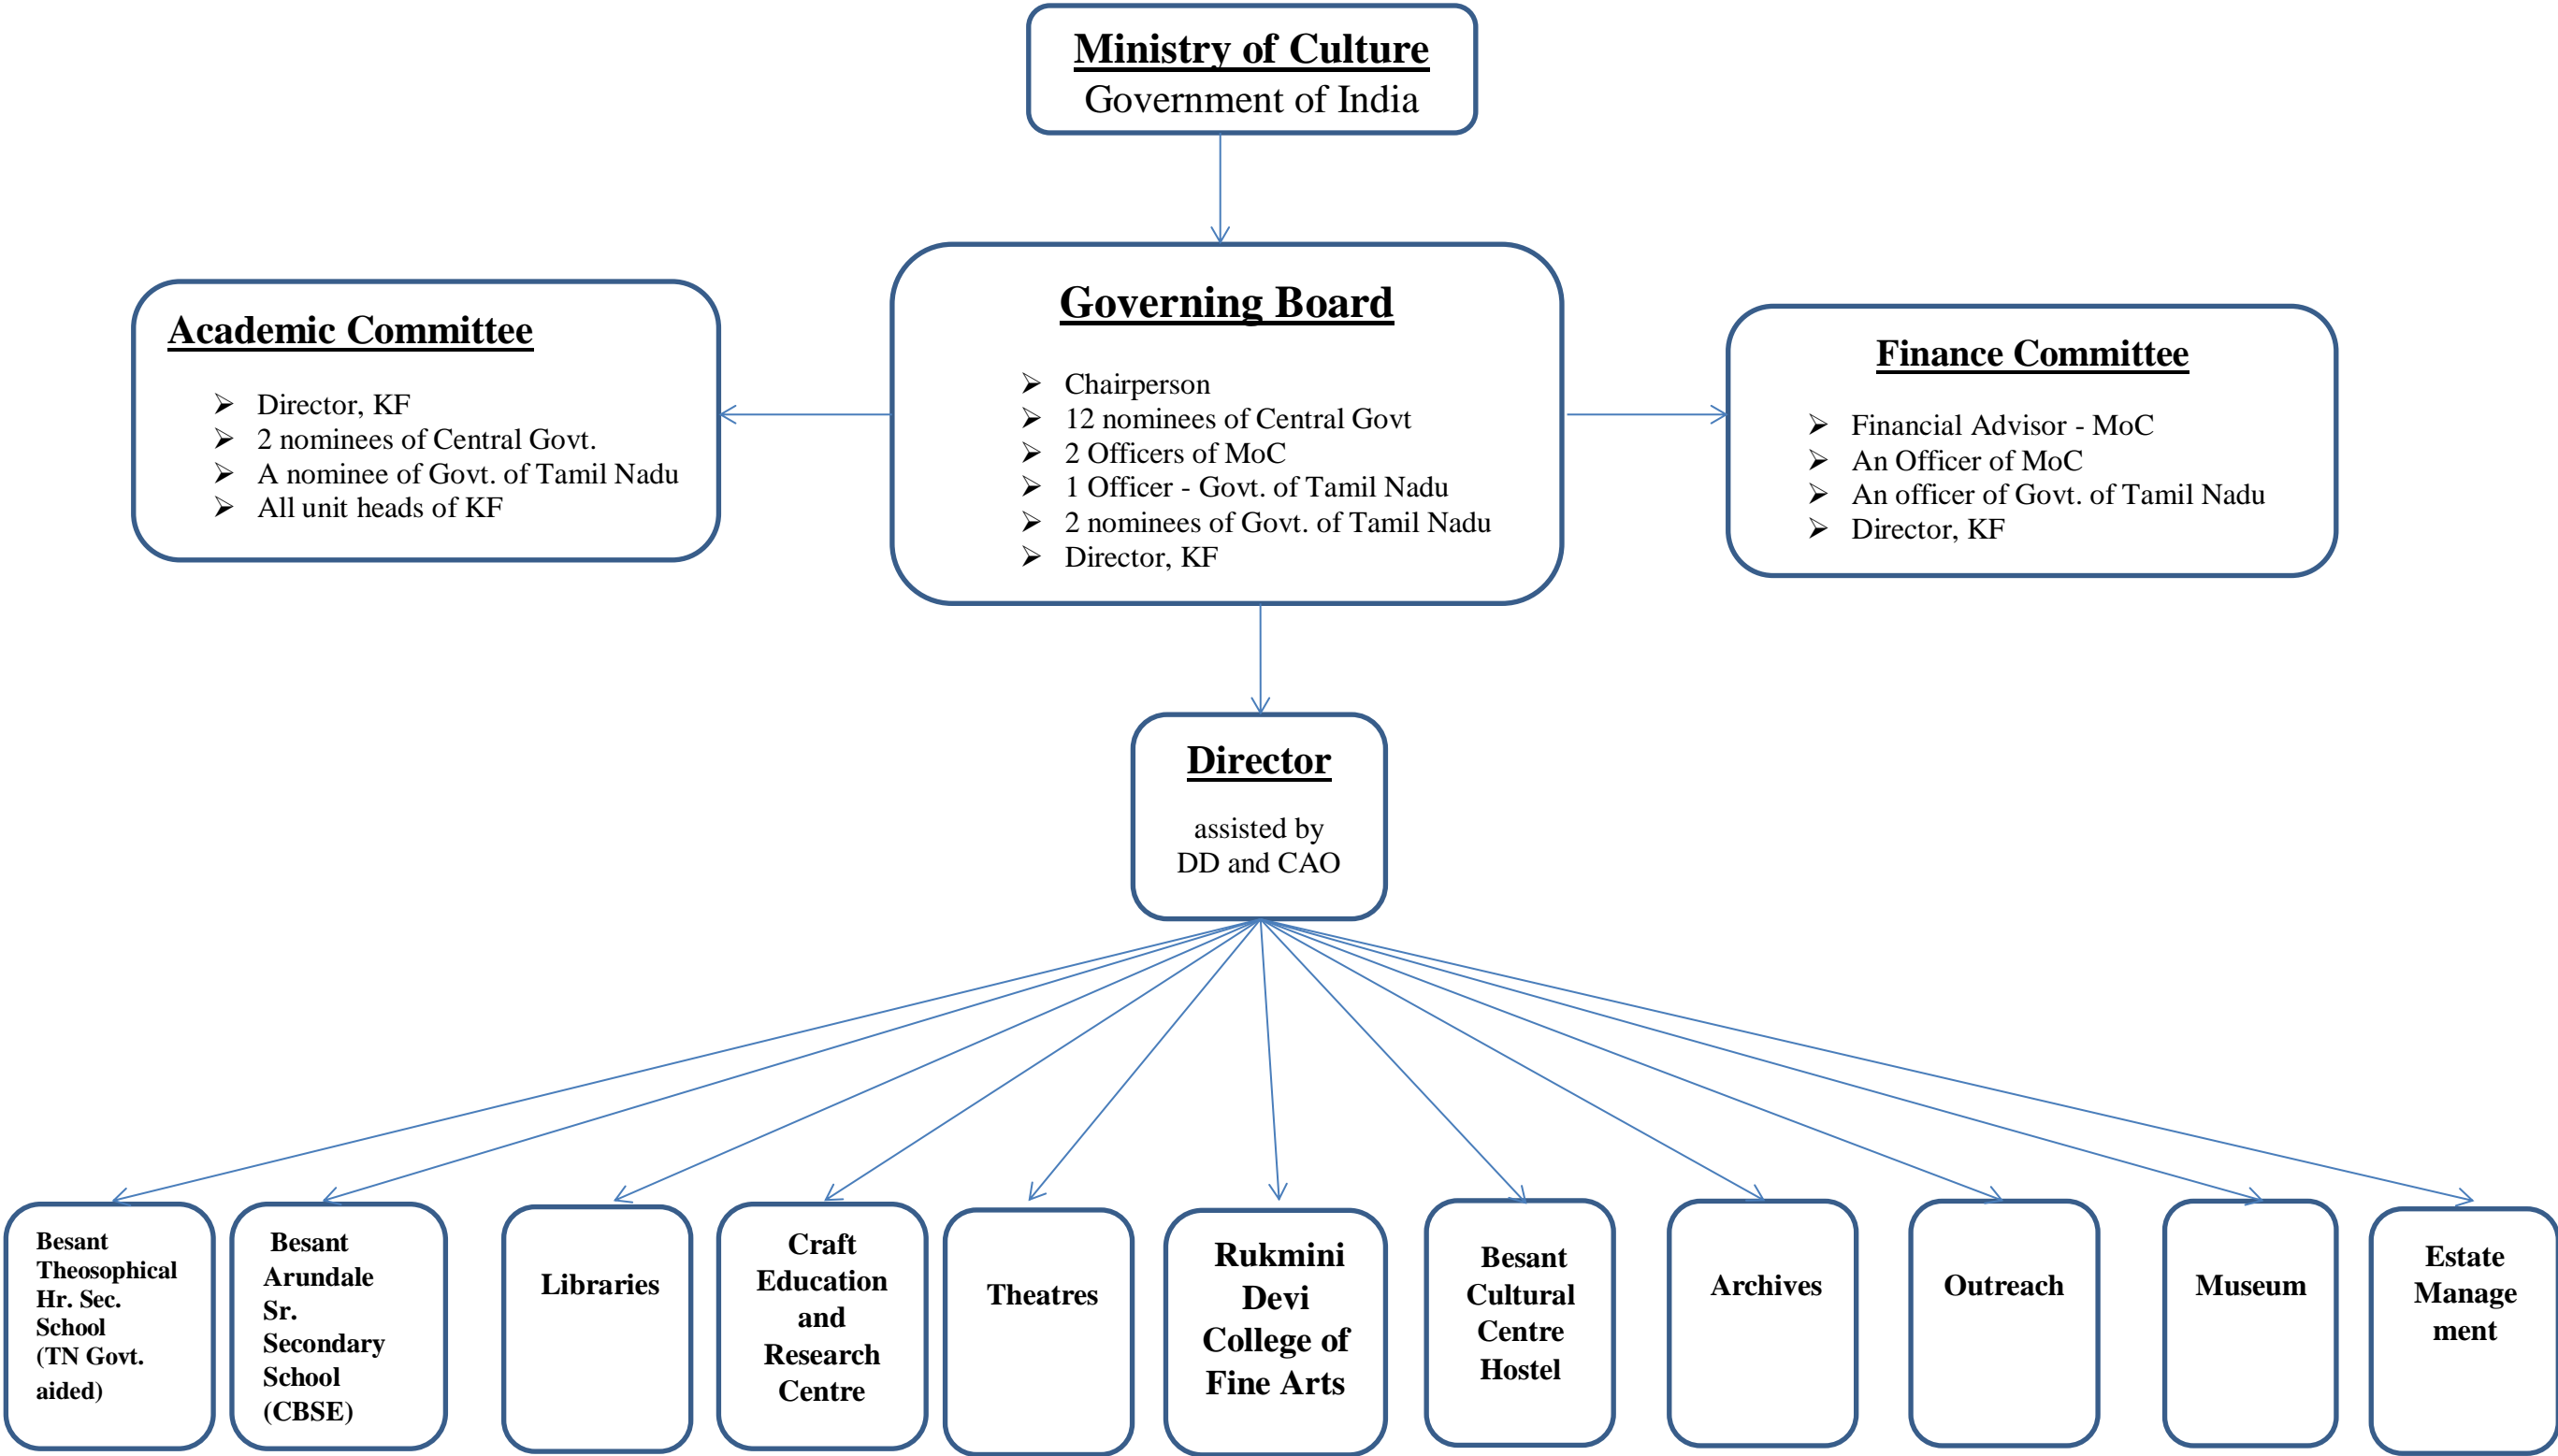 Ministry of Culture
Government of India
Academic Committee
➢ Director, KF
➢ 2 nominees of Central Govt.
➢ A nominee of Govt. of Tamil Nadu
➢ All unit heads of KF
Governing Board
➢ Chairperson
➢ 12 nominees of Central Govt
➢ 2 Officers of MoC
➢ 1 Officer - Govt. of Tamil Nadu
➢ 2 nominees of Govt. of Tamil Nadu
➢ Director, KF
Finance Committee
➢ Financial Advisor - MoC
➢ An Officer of MoC
➢ An officer of Govt. of Tamil Nadu
➢ Director, KF
Director
assisted by
DD and CAO
Besant
Theosophical
Hr. Sec.
School
(TN Govt.
aided)
Besant
Arundale
Sr.
Secondary
School
(CBSE)
Libraries
Craft
Education
and
Research
Centre
Theatres
Rukmini
Devi
College of
Fine Arts
Besant
Cultural
Centre
Hostel
Archives
Outreach
Museum
Estate
Manage
ment